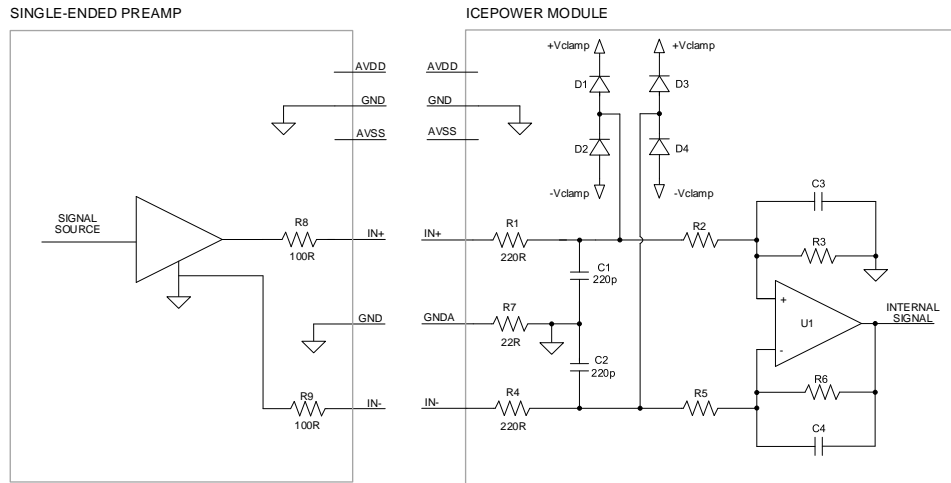 SINGLE-ENDED PREAMP
ICEPOWER MODULE
+Vclamp
+Vclamp
AVDD
AVDD
D1
D3
GND
GND
AVSS
AVSS
D2
D4
-Vclamp
-Vclamp
C3
SIGNAL
SOURCE
R8
100R
IN+
IN+
R1
220R
R2
R3
C1
220p
+
U1
-
INTERNAL
SIGNAL
GND
GNDA
R7
22R
C2
220p
R9
100R
IN-
IN-
R4
220R
R5
R6
C4